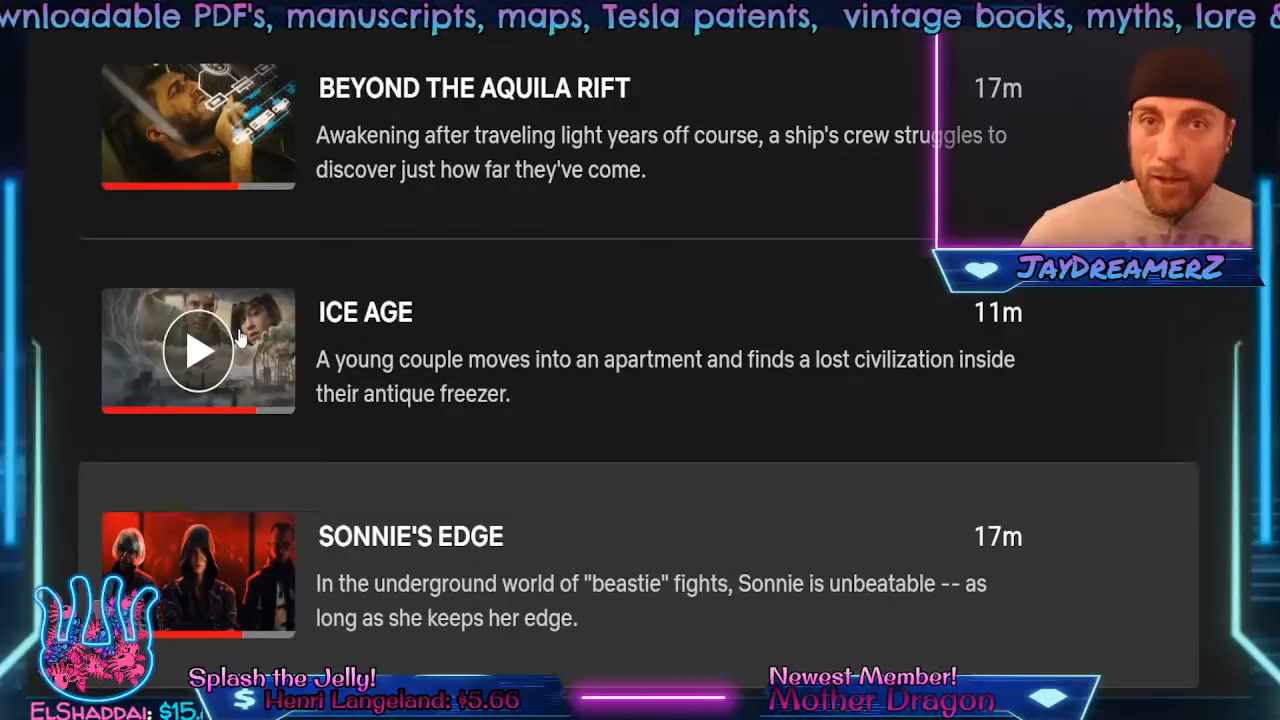 wnloadable PDF's, manuscripts, maps, Tesla patents, vintage books, myths, lore &
BEYOND THE AQUILA RIFT
17m
Awakening after traveling light years off course, a ship's crew struggles to
discover just how far they've come.
JayDreamerZ
ICE AGE
11m
A young couple moves into an apartment and finds a lost civilization inside
their antique freezer.
SONNIE'S EDGE
17m
In the underground world of "beastie" fights, Sonnie is unbeatable -- as
long as she keeps her edge.
Splash the Jelly!
$ Henri Langeland: $5.66
Newest Member!
Mother Dragon
ElShaddai: $15.